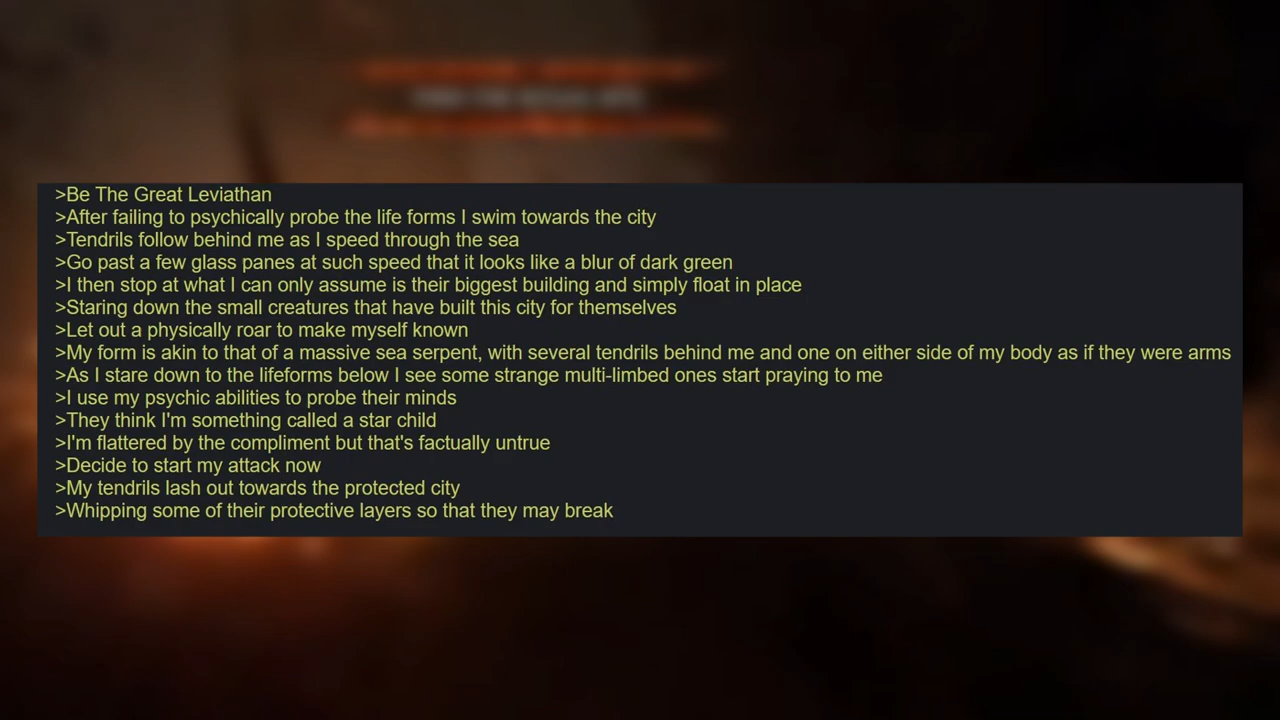 >Be The Great Leviathan
>After failing to psychically probe the life forms I swim towards the city
>Tendrils follow behind me as I speed through the sea
>Go past a few glass panes at such speed that it looks like a blur of dark green
>I then stop at what I can only assume is their biggest building and simply float in place
>Staring down the small creatures that have built this city for themselves
>Let out a physically roar to make myself known
>My form is akin to that of a massive sea serpent, with several tendrils behind me and one on either side of my body as if they were arms
>As I stare down to the lifeforms below I see some strange multi-limbed ones start praying to me
>I use my psychic abilities to probe their minds
>They think I'm something called a star child
>I'm flattered by the compliment but that's factually untrue
>Decide to start my attack now
>My tendrils lash out towards the protected city
>Whipping some of their protective layers so that they may break